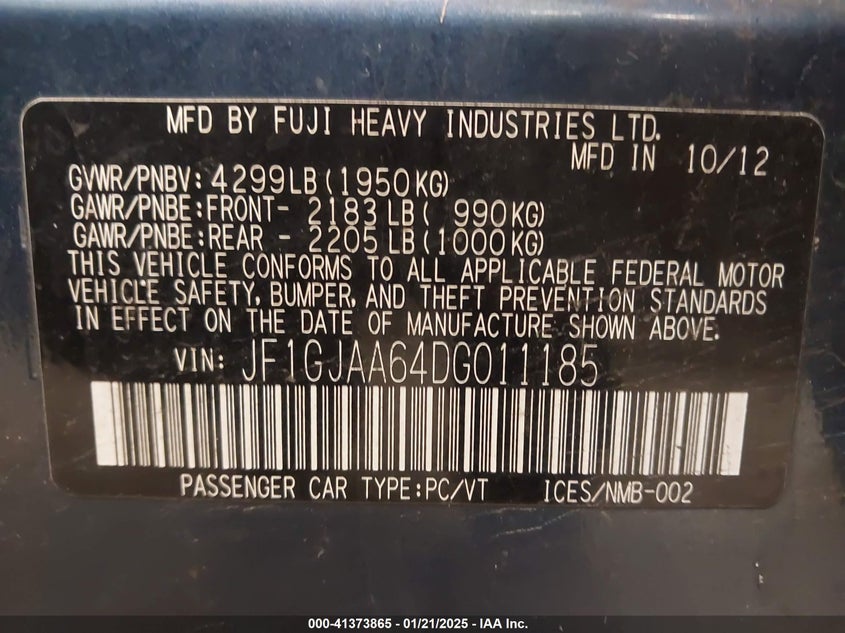 MFD BY FUJI HEAVY INDUSTRIES LTD.
MFD IN 10/12
GVWR/PNBV: 4299LB (1950KG)
GAWR/PNBE: FRONT- 2183 LB ( 990KG)
GAWR/PNBE: REAR - 2205 LB (1000KG)
THIS VEHICLE CONFORMS TO ALL APPLICABLE FEDERAL MOTOR
VEHICLE SAFETY, BUMPER, AND THEFT PREVENTION STANDARDS
IN EFFECT ON THE DATE OF MANUFACTURE SHOWN ABOVE.
VIN: JF1GJAA64DG011185
PASSENGER CAR TYPE: PC/VT ICES/NMB-002
000-41373865 - 01/21/2025 - IAA Inc.